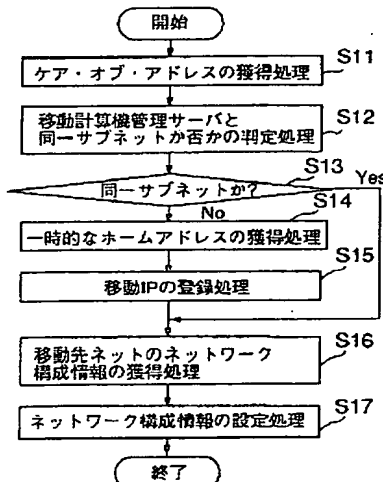 開始
S11
ケア・オブ・アドレスの獲得処理
S12
移動計算機管理サーバと
同一サブネットか否かの判定処理
S13
同一サブネットか?
Yes
No
S14
一時的なホームアドレスの獲得処理
S15
移動IPの登録処理
S16
移動先ネットのネットワーク
構成情報の獲得処理
S17
ネットワーク構成情報の設定処理
終了